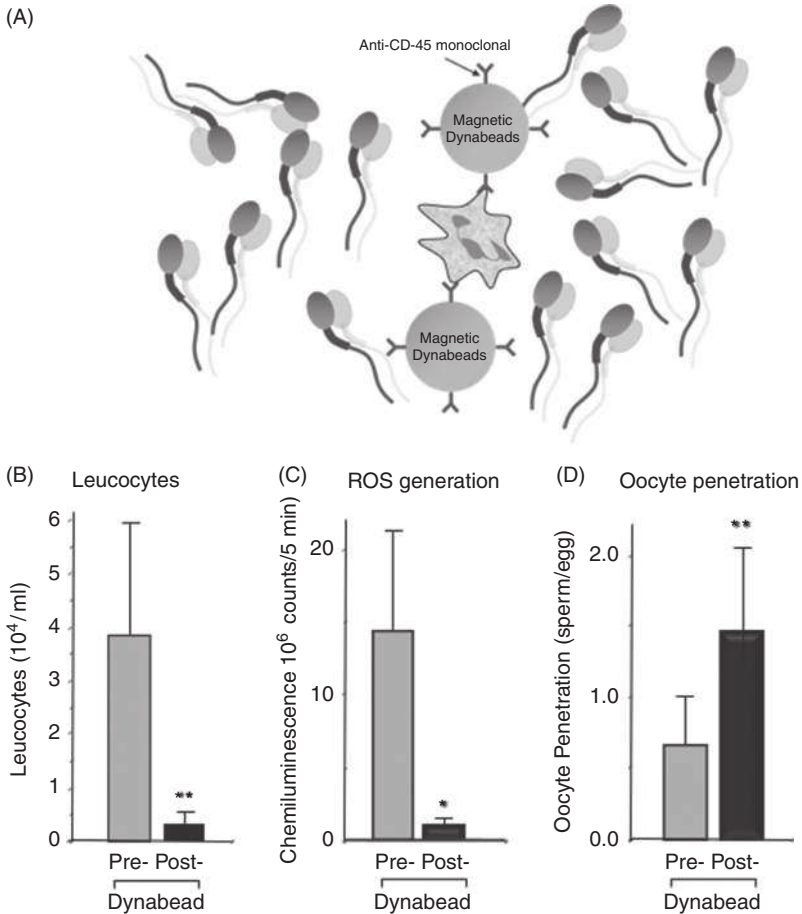 (A)
Anti-CD-45 monoclonal
Magnetic
Dynabeads
Magnetic
Dynabeads
(B) Leucocytes
Leucocytes (10⁴/ml)
6
5
4
3
2
1
0
**
Pre- Post-
Dynabead
(C) ROS generation
Chemiluminescence 10⁶ counts/5 min)
20
10
0
*
Pre- Post-
Dynabead
(D) Oocyte penetration
Oocyte Penetration (sperm/egg)
2.0
1.0
0.0
**
Pre- Post-
Dynabead